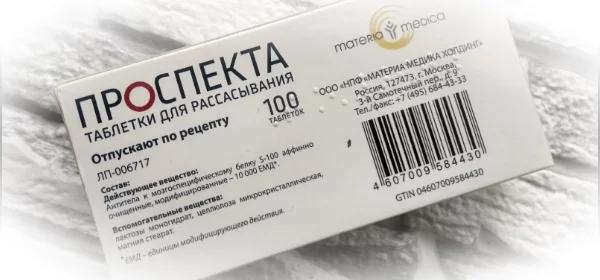 ПРОСПЕКТА
ТАБЛЕТКИ ДЛЯ РАССАСЫВАНИЯ
100
ТАБЛЕТОК
Отпускают по рецепту
ЛП-006717
Состав:
Действующее вещество:
Антитела к мозгоспецифическому белку S-100 аффинно
очищенные, модифицированные – 10 000 ЕМД*.
Вспомогательные вещества:
лактозы моногидрат, целлюлоза микрокристаллическая,
магния стеарат.
*ЕМД – единицы модифицирующего действия.
materia medica
ООО «НПФ «МАТЕРИА МЕДИКА ХОЛДИНГ»
Россия, 127473, г. Москва,
3-й Самотечный пер., д. 9
Тел./факс: +7 (495) 684-43-33
4 607009 584430
GTIN 04607009584430